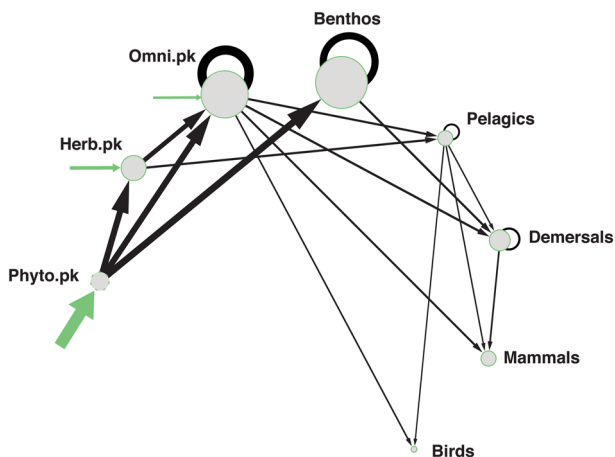 Benthos
Omni.pk
Pelagics
Herb.pk
Demersals
Phyto.pk
Mammals
Birds